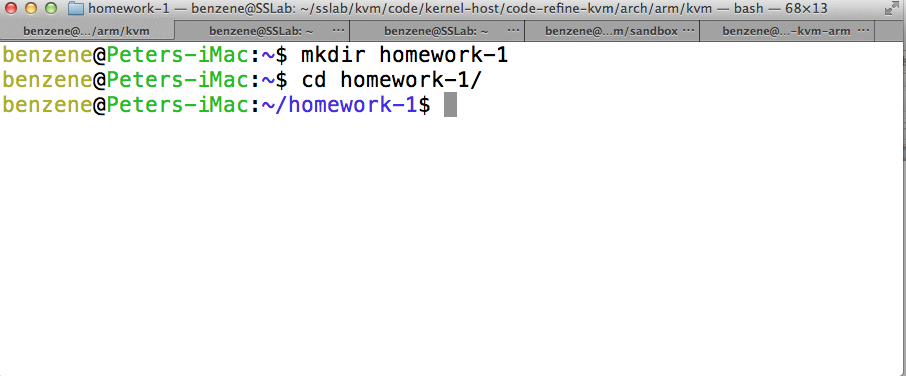 homework-1 — benzene@SSLab: ~/sslab/kvm/code/kernel-host/code-refine-kvm/arch/arm/kvm — bash — 68×13
benzene@.../arm/kvm benzene@SSLab: ~ ... benzene@SSLab: ~ ... benzene@...m/sandbox ... benzene@...-kvm-arm ...
benzene@Peters-iMac:~$ mkdir homework-1
benzene@Peters-iMac:~$ cd homework-1/
benzene@Peters-iMac:~/homework-1$